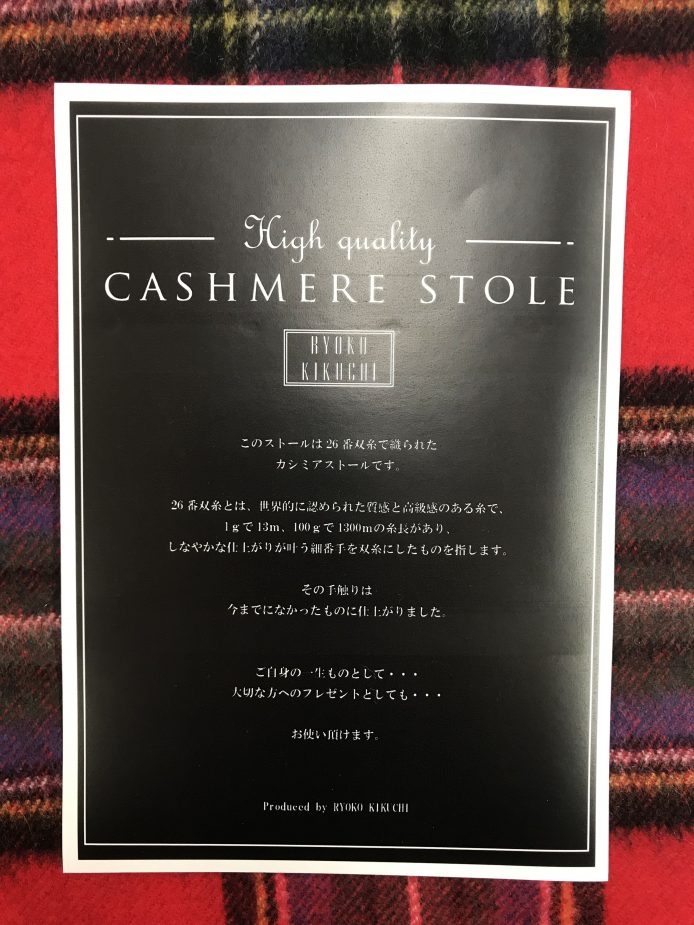 High quality
CASHMERE STOLE
RYOKO
KIKUCHI
このストールは26番双糸で織られた
カシミアストールです。
26番双糸とは、世界的に認められた質感と高級感のある糸で、
1gで13m、100gで1300mの糸長があり、
しなやかな仕上がりが叶う細番手を双糸にしたものを指します。
その手触りは
今までになかったものに仕上がりました。
ご自身の一生ものとして・・・
大切な方へのプレゼントとしても・・・
お使い頂けます。
Produced by RYOKO KIKUCHI